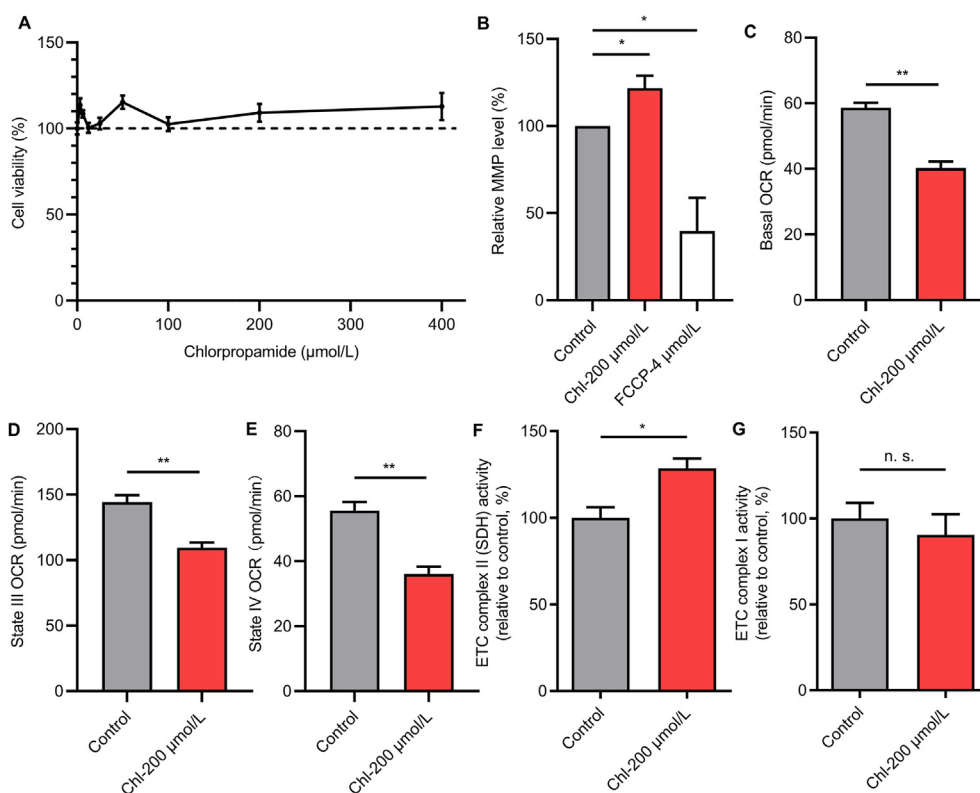 A
Cell viability (%)
150
100
50
0
0
100
200
300
400
Chlorpropamide (μmol/L)
B
Relative MMP level (%)
150
100
50
0
*
*
Control
Chl-200 μmol/L
FCCP-4 μmol/L
C
Basal OCR (pmol/min)
80
60
40
20
0
**
Control
Chl-200 μmol/L
D
State III OCR (pmol/min)
200
150
100
50
0
**
Control
Chl-200 μmol/L
E
State IV OCR (pmol/min)
80
60
40
20
0
**
Control
Chl-200 μmol/L
F
ETC complex II (SDH) activity
(relative to control, %)
150
100
50
0
*
Control
Chl-200 μmol/L
G
ETC complex I activity
(relative to control, %)
150
100
50
0
n. s.
Control
Chl-200 μmol/L